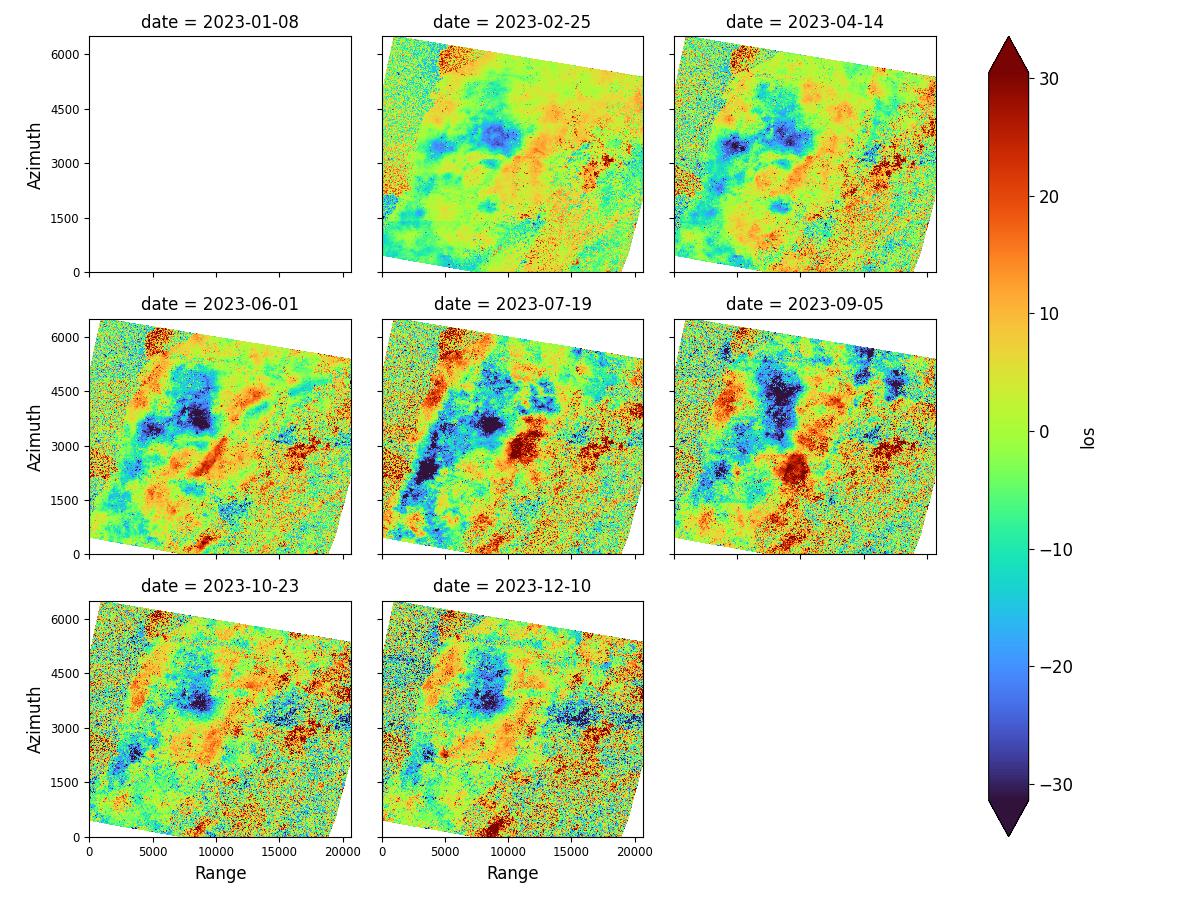 date = 2023-01-08
date = 2023-02-25
date = 2023-04-14
6000
4500
3000
1500
0
Azimuth
date = 2023-06-01
date = 2023-07-19
date = 2023-09-05
6000
4500
3000
1500
0
Azimuth
date = 2023-10-23
date = 2023-12-10
6000
4500
3000
1500
0
Azimuth
0 5000 10000 15000 20000
Range
0 5000 10000 15000 20000
Range
30
20
10
0
−10
−20
−30
los